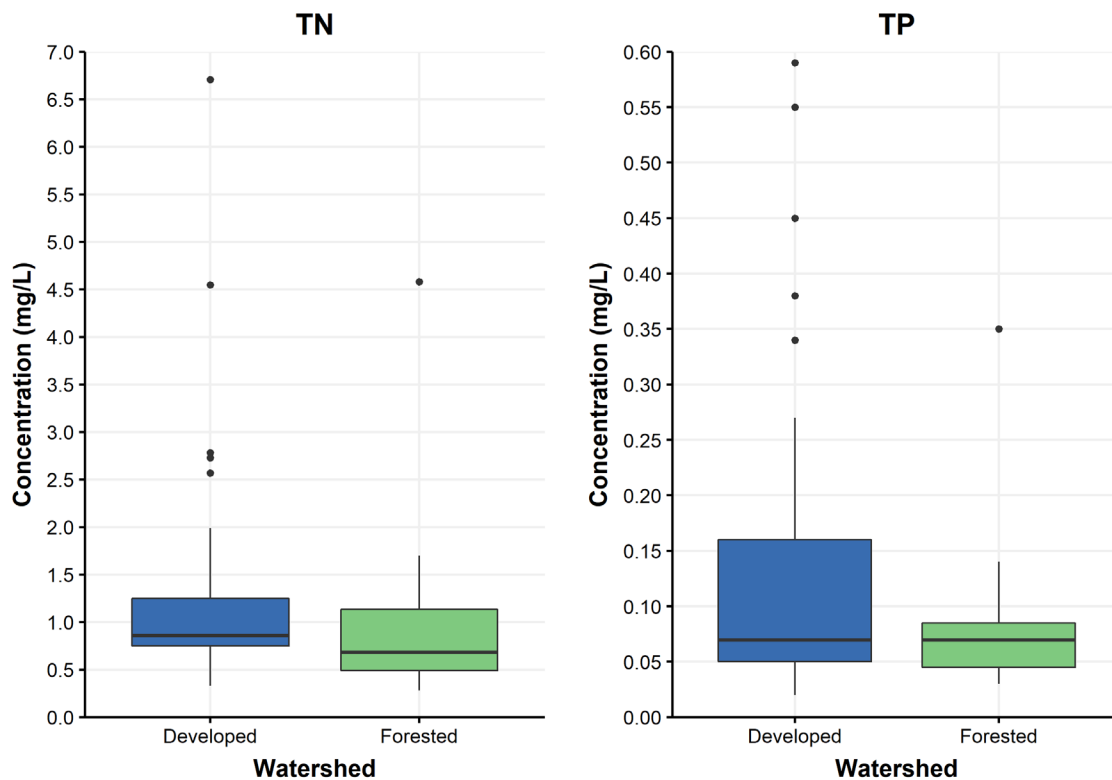 TN
Concentration (mg/L)
7.0
6.5
6.0
5.5
5.0
4.5
4.0
3.5
3.0
2.5
2.0
1.5
1.0
0.5
0.0
Developed
Forested
Watershed
TP
Concentration (mg/L)
0.60
0.55
0.50
0.45
0.40
0.35
0.30
0.25
0.20
0.15
0.10
0.05
0.00
Developed
Forested
Watershed